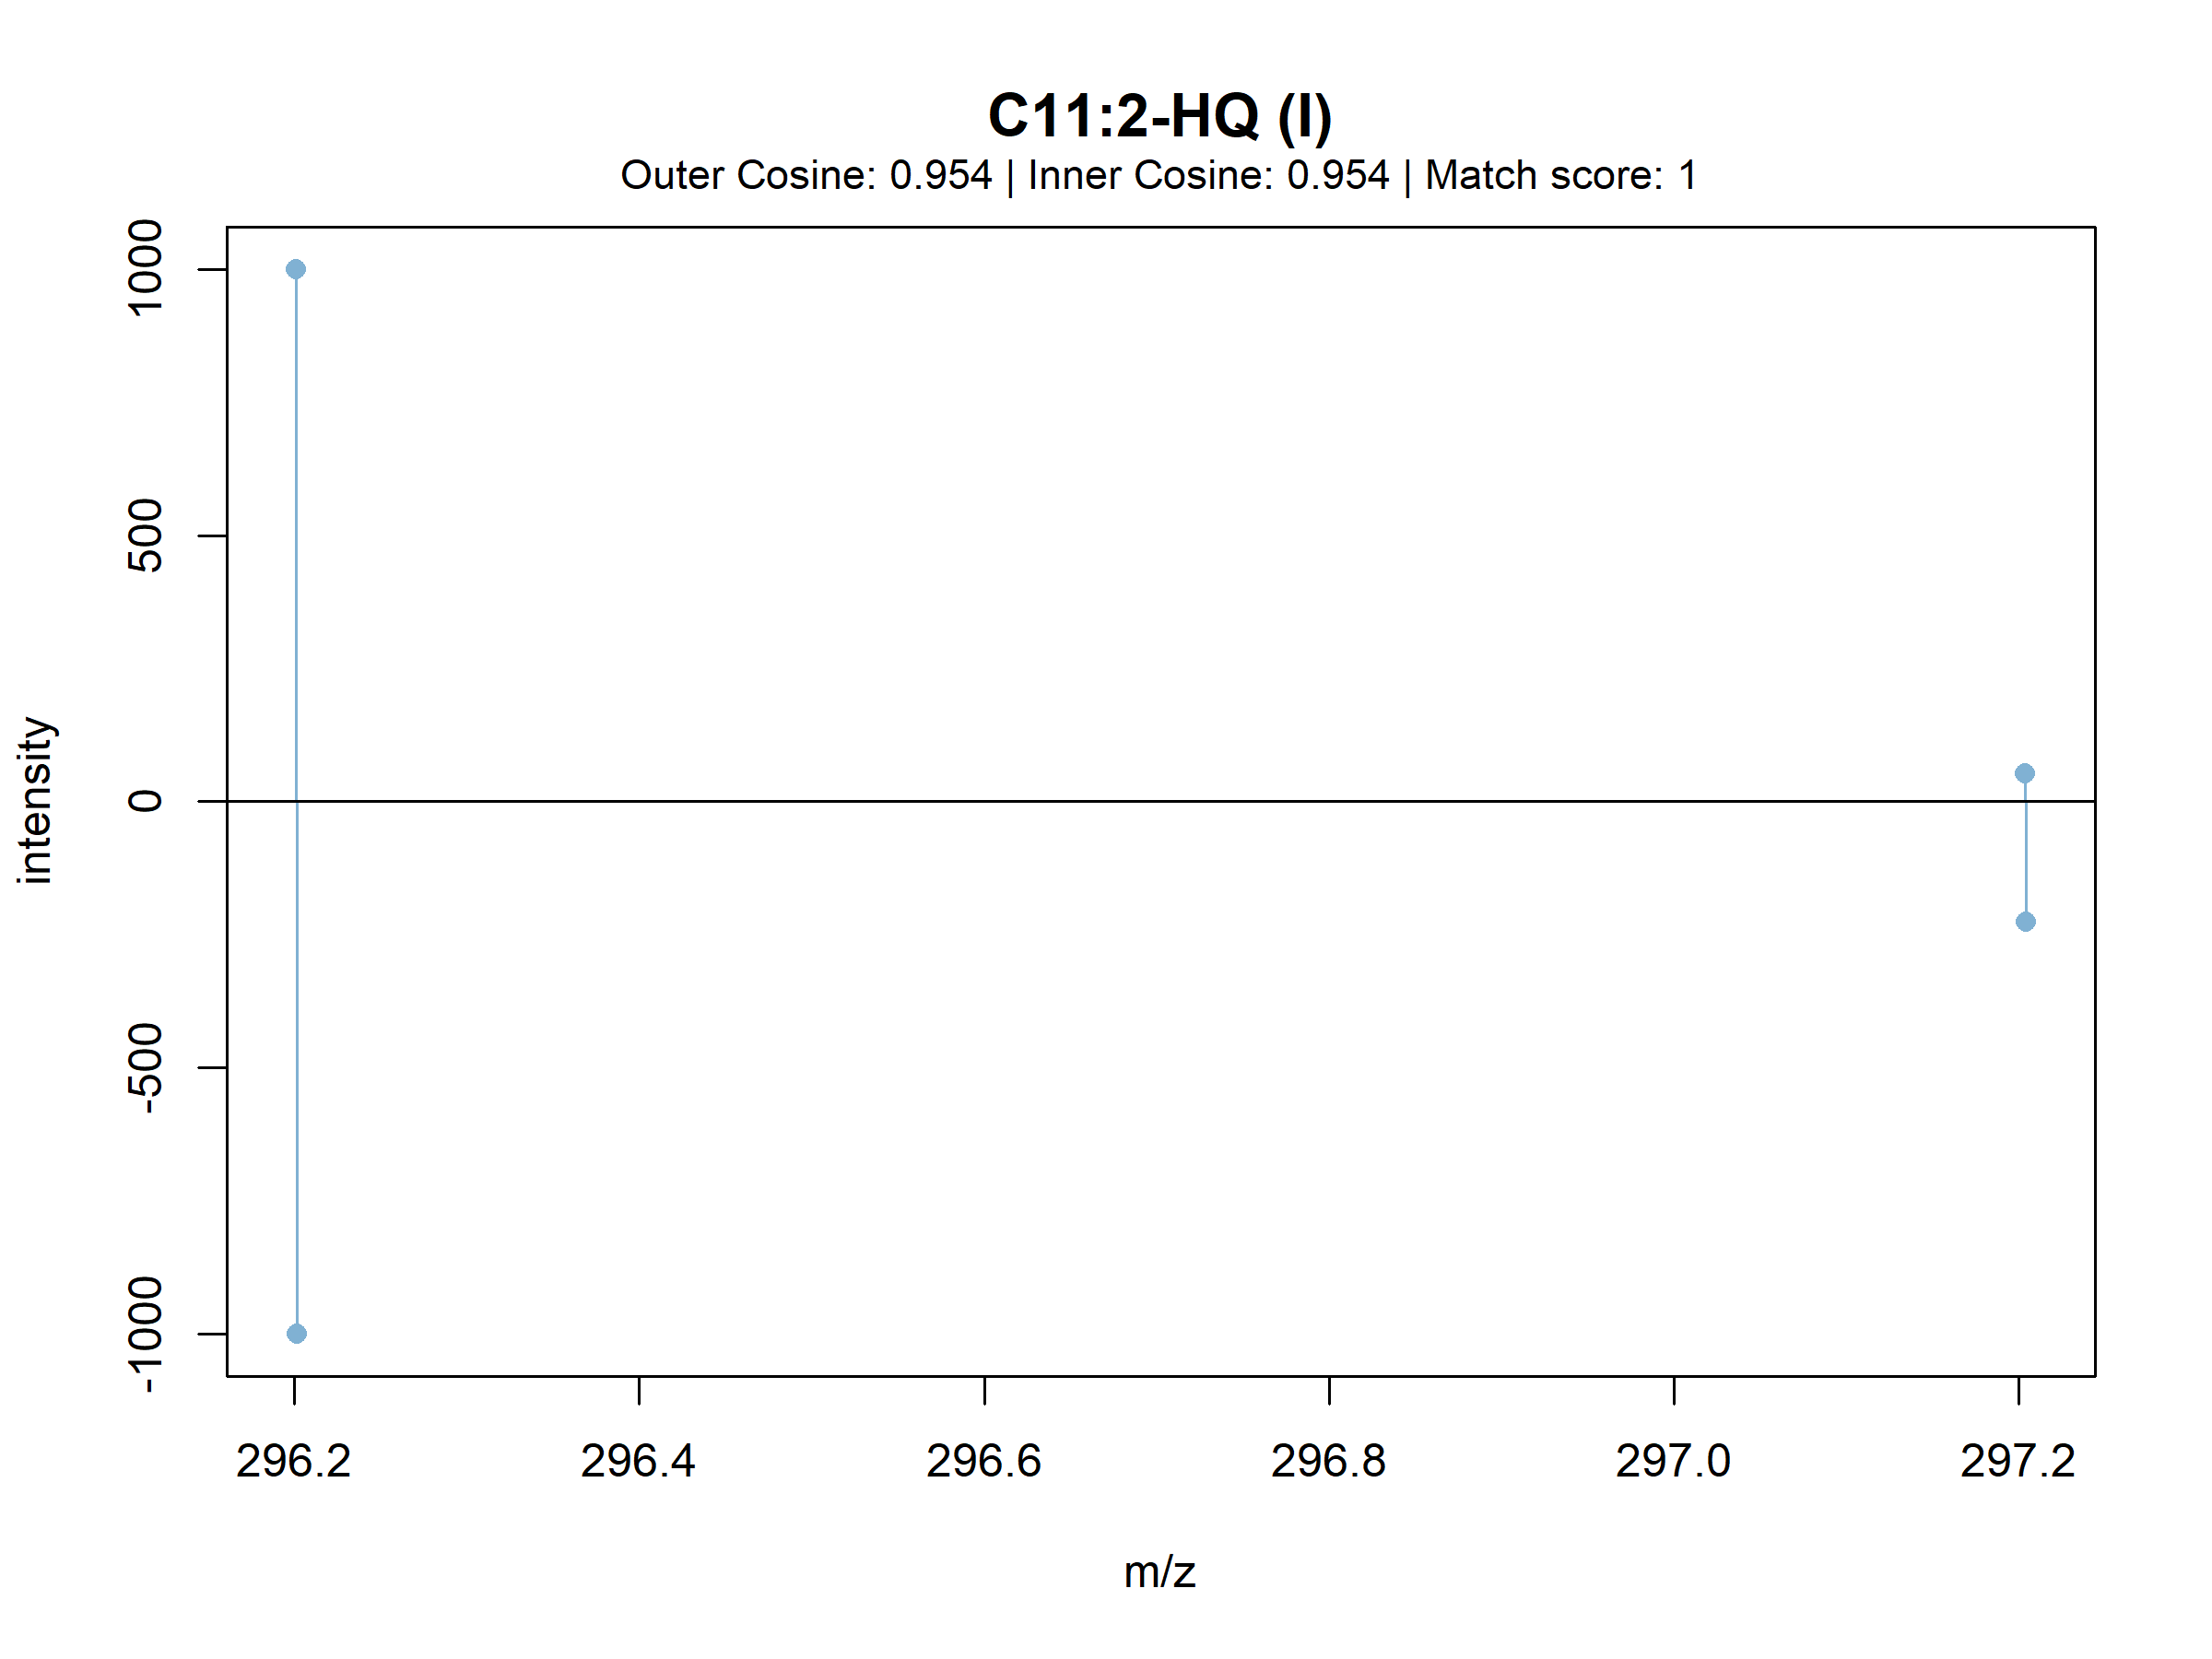 C11:2-HQ (I)
Outer Cosine: 0.954 | Inner Cosine: 0.954 | Match score: 1
intensity
1000
500
0
-500
-1000
296.2 296.4 296.6 296.8 297.0 297.2
m/z